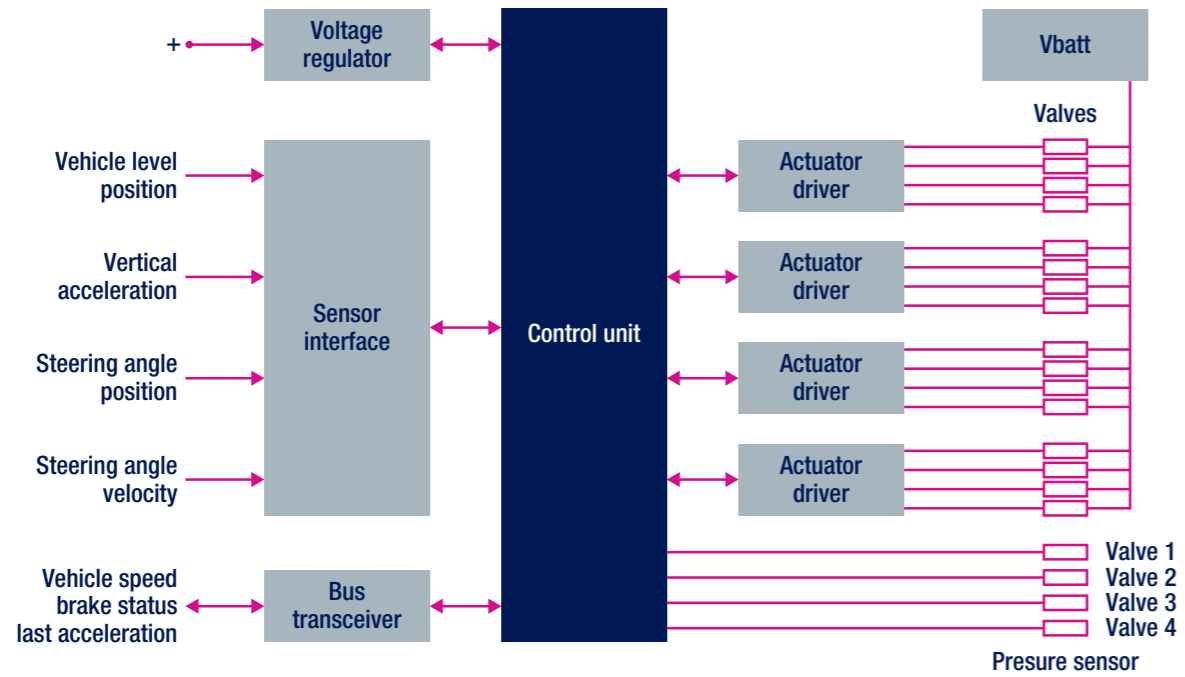 +
Voltage
regulator
Vehicle level
position
Vertical
acceleration
Steering angle
position
Steering angle
velocity
Sensor
interface
Vehicle speed
brake status
last acceleration
Bus
transceiver
Control unit
Vbatt
Valves
Actuator
driver
Actuator
driver
Actuator
driver
Actuator
driver
Valve 1
Valve 2
Valve 3
Valve 4
Presure sensor